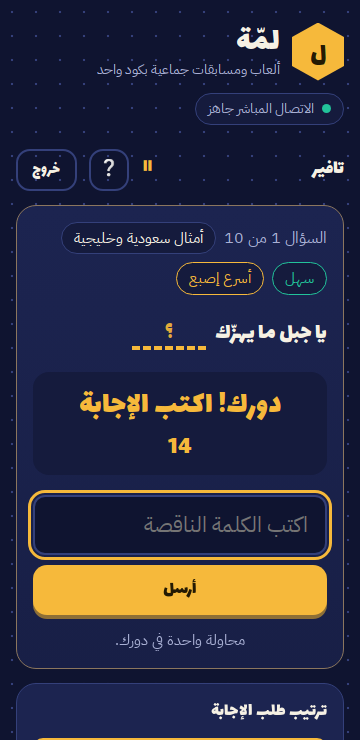 ل
لمّة
ألعاب ومسابقات جماعية بكود واحد
الاتصال المباشر جاهز
تافير
؟
خروج
السؤال 1 من 10
أمثال سعودية وخليجية
سهل
أسرع إصبع
يا جبل ما يهزّك ؟
دورك! اكتب الإجابة
14
اكتب الكلمة الناقصة
أرسل
محاولة واحدة في دورك.
ترتيب طلب الإجابة